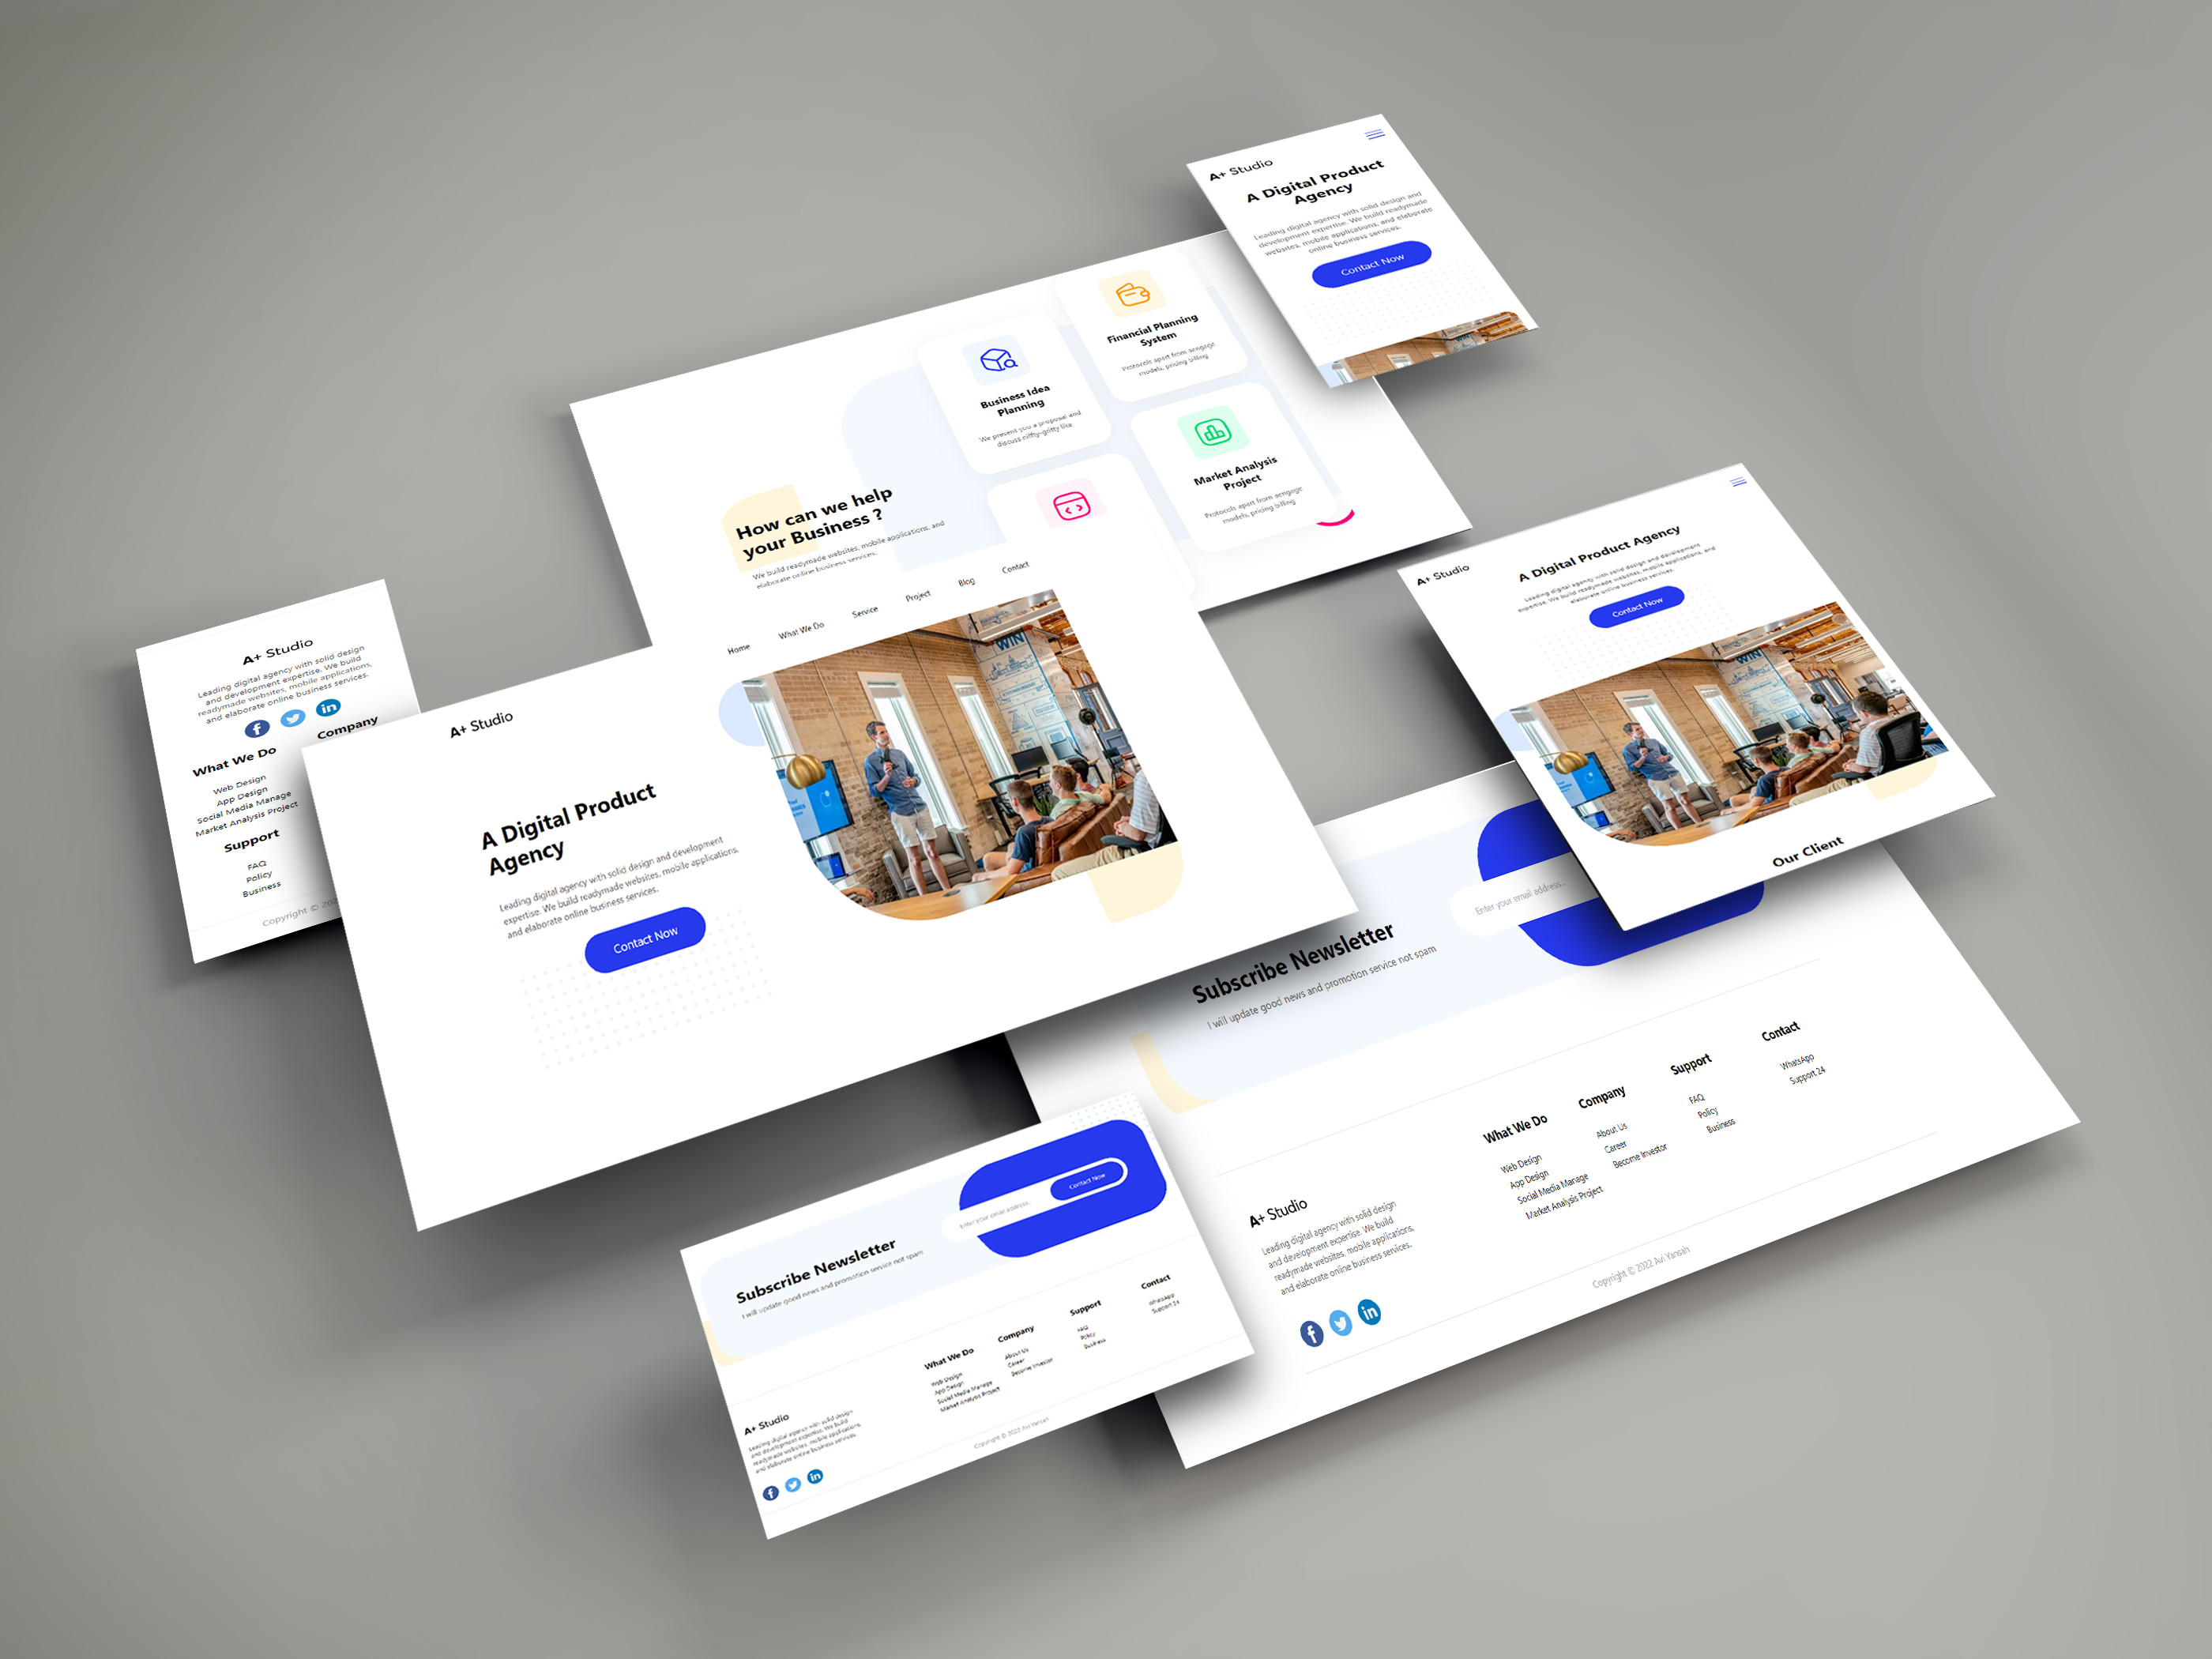 A+ Studio
A Digital Product
Agency
Leading digital agency with solid design and
development expertise. We build readymade
websites, mobile applications, and elaborate
online business services.
Contact Now
Financial Planning
System
Protocols apart from aengage
models, pricing billing
Business Idea
Planning
We present you a proposal and
discuss nifty-gritty like
Market Analysis
Project
Protocols apart from aengage
models, pricing billing
How can we help
your Business ?
We build readymade websites, mobile applications, and
elaborate online business services.
A+ Studio
A Digital Product Agency
Leading digital agency with solid design and development
expertise. We build readymade websites, mobile applications, and
elaborate online business services.
Contact Now
WIN
Our Client
A+ Studio
Leading digital agency with solid design
and development expertise. We build
readymade websites, mobile applications,
and elaborate online business services.
What We Do
Company
Web Design
App Design
Social Media Manage
Market Analysis Project
Support
FAQ
Policy
Business
Copyright © 202
A+ Studio
Home
What We Do
Service
Project
Blog
Contact
A Digital Product
Agency
Leading digital agency with solid design and development
expertise. We build readymade websites, mobile applications,
and elaborate online business services.
Contact Now
WIN
Subscribe Newsletter
I will update good news and promotion service not spam
Enter your email address..
A+ Studio
Leading digital agency with solid design
and development expertise. We build
readymade websites, mobile applications,
and elaborate online business services.
What We Do
Web Design
App Design
Social Media Manage
Market Analysis Project
Company
About Us
Career
Become Investor
Support
FAQ
Policy
Business
Contact
WhatsApp
Support 24
Copyright © 2022 Avi Yansah
Subscribe Newsletter
I will update good news and promotion service not spam
Enter your email address..
Contact Now
A+ Studio
Leading digital agency with solid design
and development expertise. We build
readymade websites, mobile applications,
and elaborate online business services.
What We Do
Web Design
App Design
Social Media Manage
Market Analysis Project
Company
About Us
Career
Become Investor
Support
FAQ
Policy
Business
Contact
WhatsApp
Support 24
Copyright © 2022 Avi Yansah